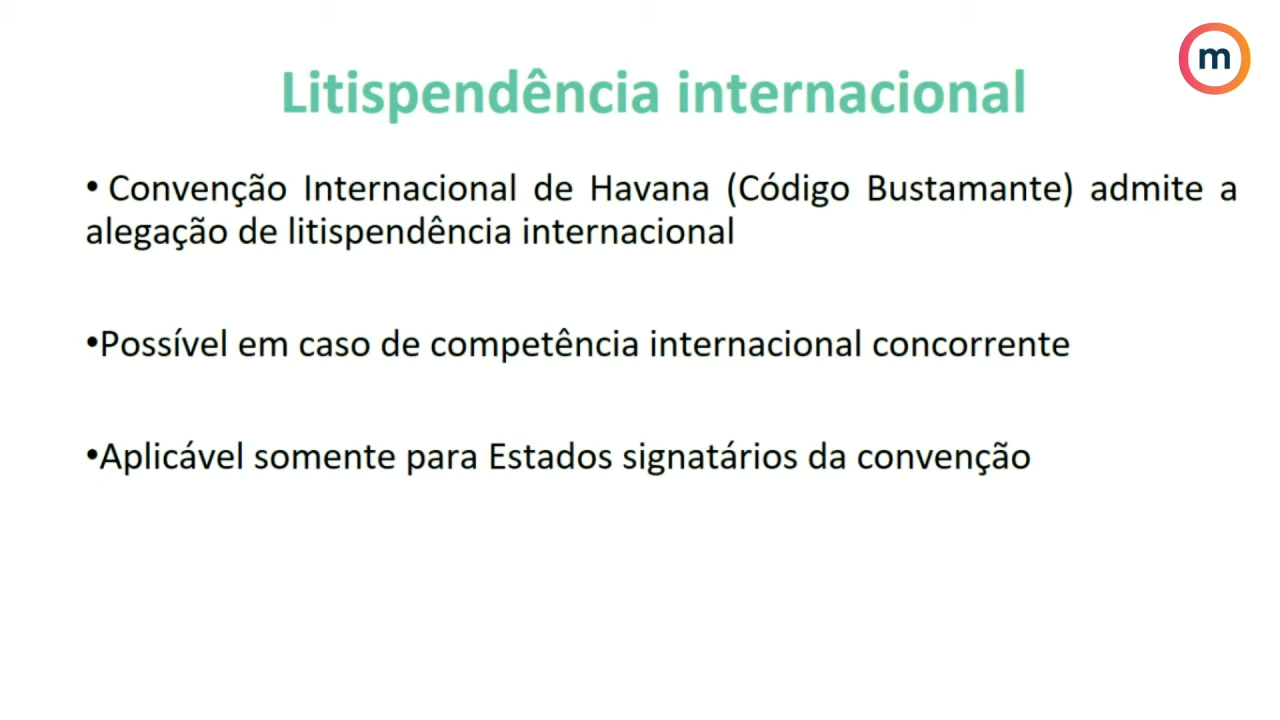 m
Litispendência internacional
• Convenção Internacional de Havana (Código Bustamante) admite a
alegação de litispendência internacional
•Possível em caso de competência internacional concorrente
•Aplicável somente para Estados signatários da convenção